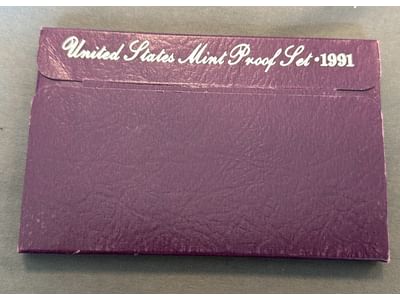 United States Mint Proof Set • 1991